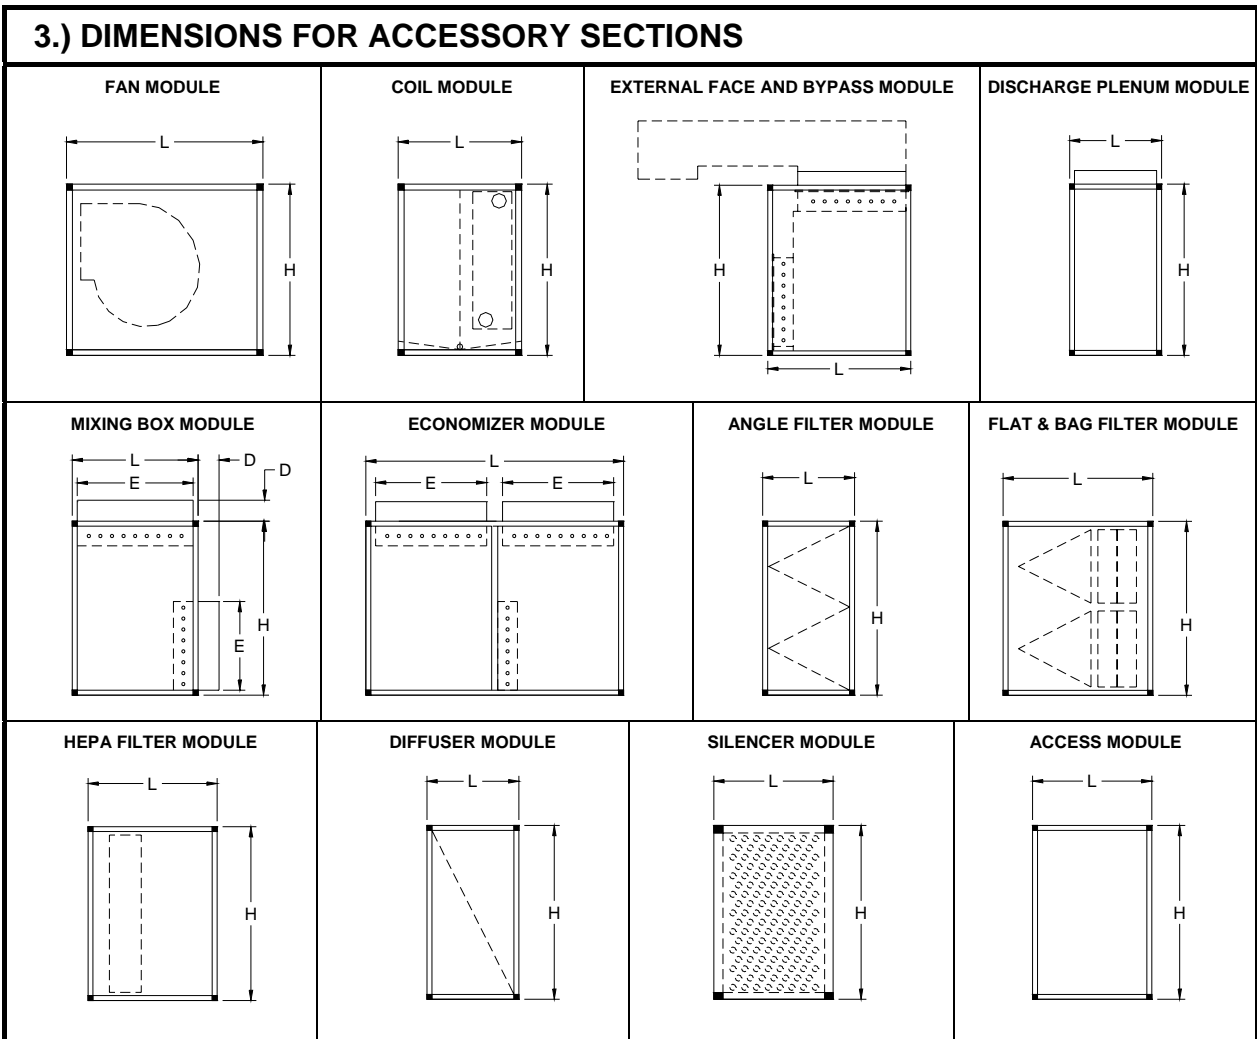 3.) DIMENSIONS FOR ACCESSORY SECTIONS
FAN MODULE
L
H
COIL MODULE
L
H
EXTERNAL FACE AND BYPASS MODULE
H
L
DISCHARGE PLENUM MODULE
L
H
MIXING BOX MODULE
L
D
D
E
H
E
ECONOMIZER MODULE
L
E
E
ANGLE FILTER MODULE
L
H
FLAT & BAG FILTER MODULE
L
H
HEPA FILTER MODULE
L
H
DIFFUSER MODULE
L
H
SILENCER MODULE
L
H
ACCESS MODULE
L
H